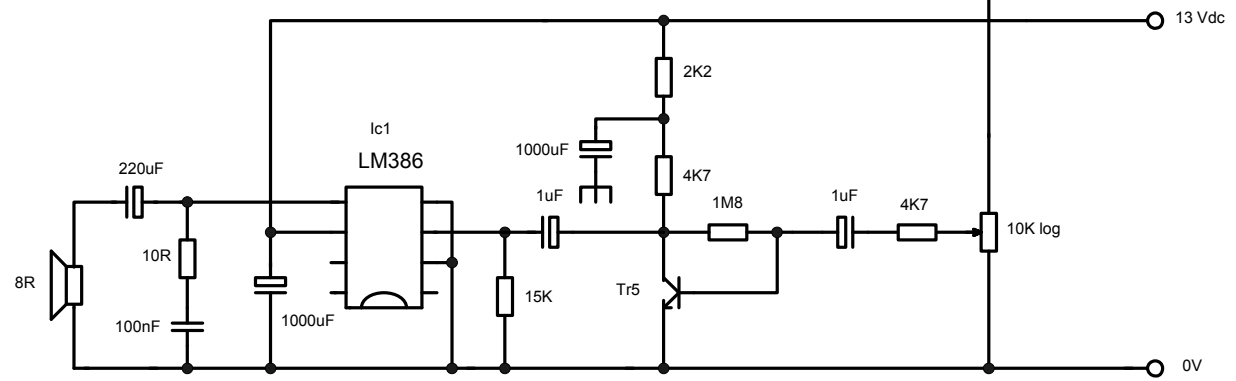 13 Vdc
2K2
Ic1
LM386
1000uF
220uF
4K7
1uF
1M8
1uF
4K7
10K log
10R
8R
Tr5
15K
1000uF
100nF
0V